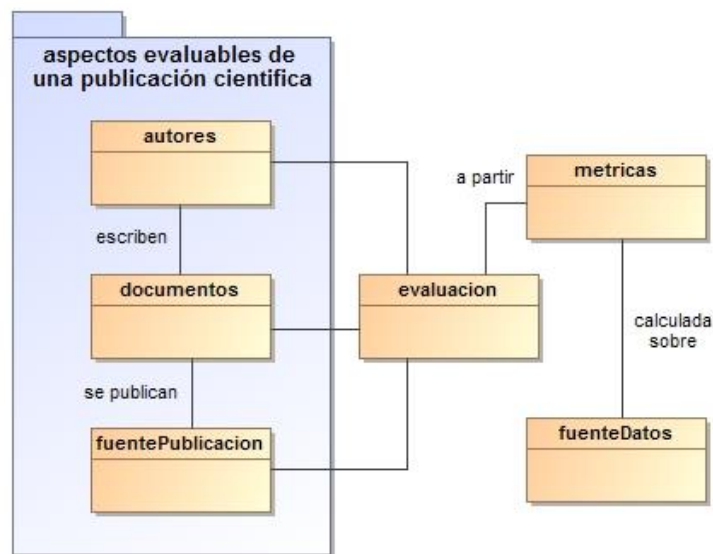 aspectos evaluables de
una publicación cientifica
autores
escriben
documentos
se publican
fuentePublicacion
evaluacion
a partir
metricas
calculada
sobre
fuenteDatos